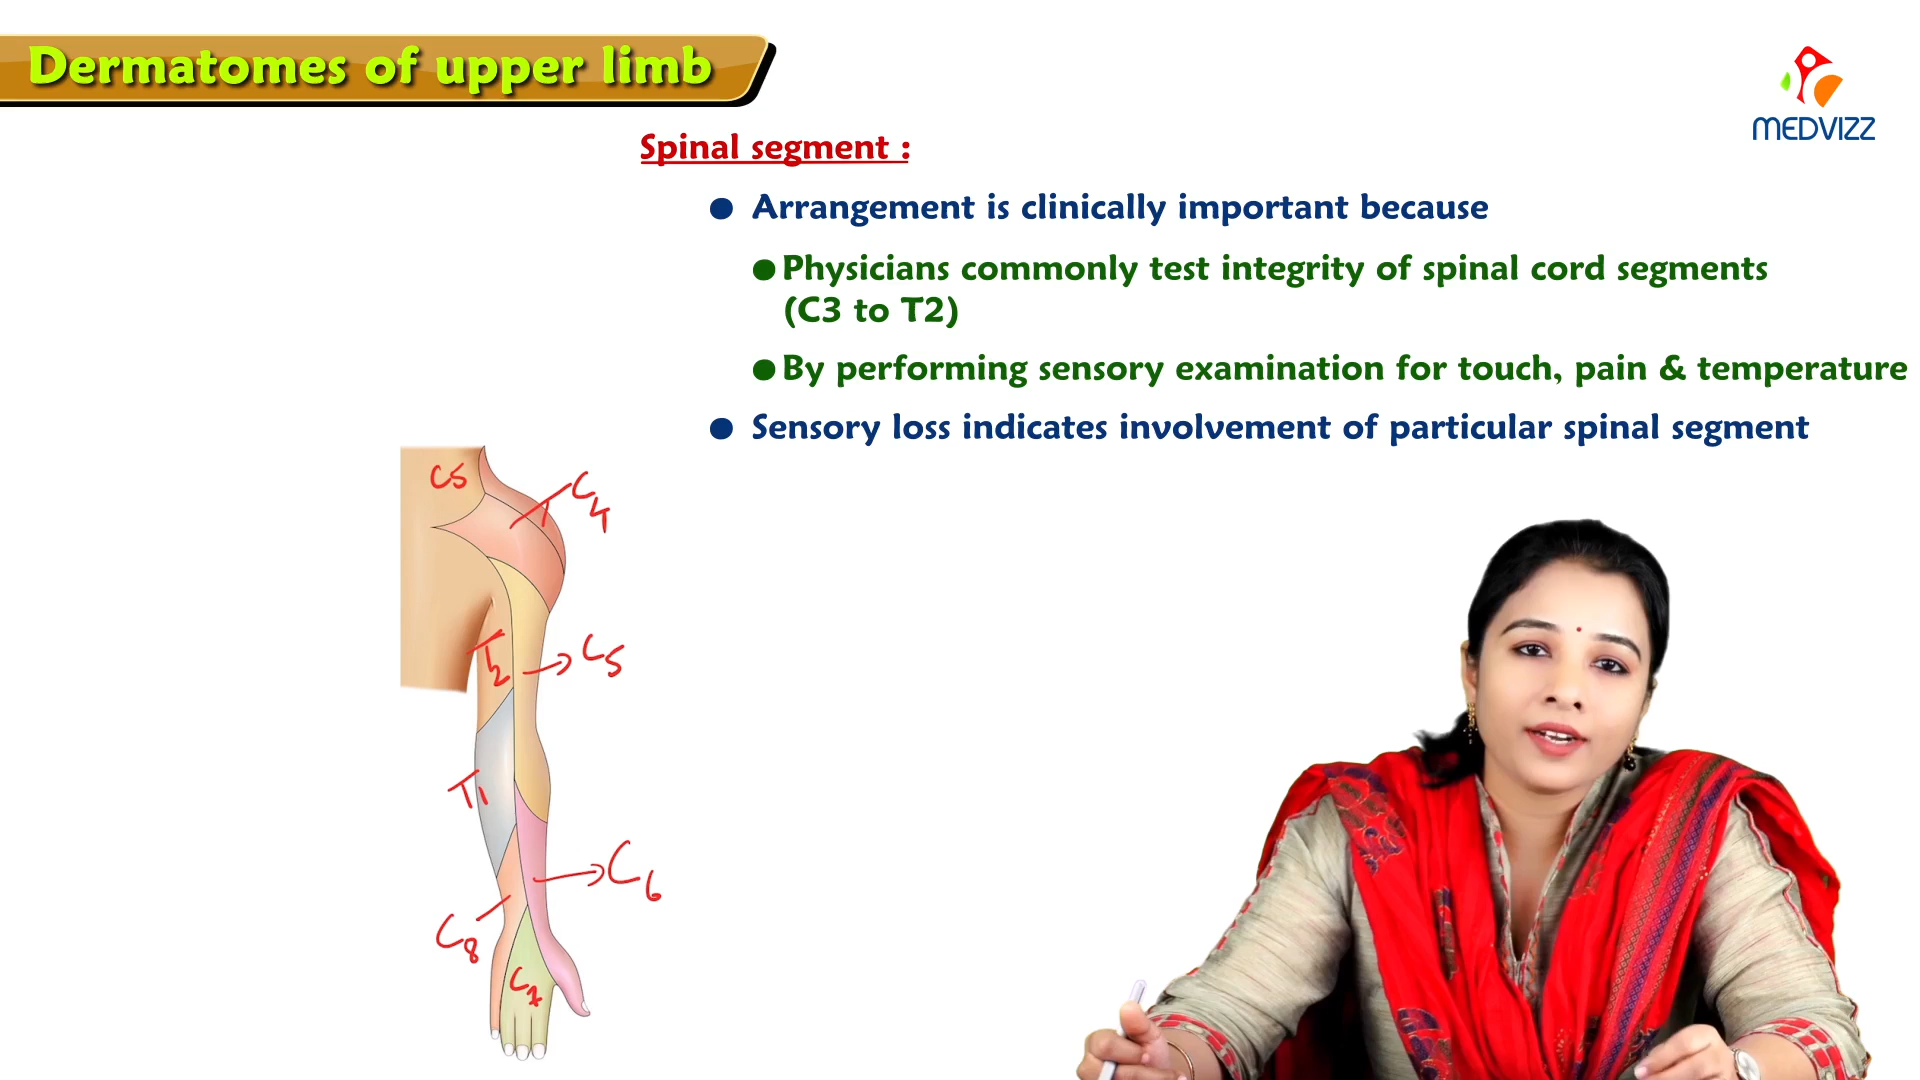 Dermatomes of upper limb
MEDVIZZ
Spinal segment :
● Arrangement is clinically important because
● Physicians commonly test integrity of spinal cord segments
(C3 to T2)
● By performing sensory examination for touch, pain & temperature
● Sensory loss indicates involvement of particular spinal segment
C5
C4
T2
C5
T1
C6
C8
C7